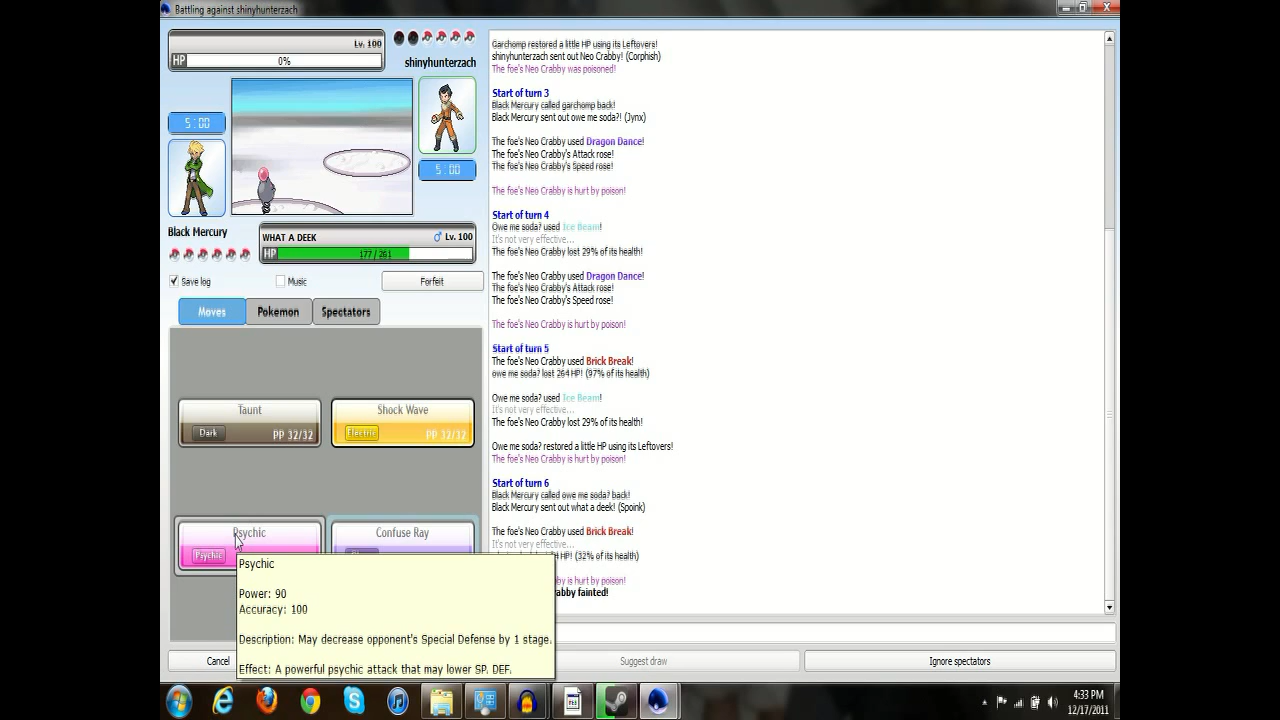 Battling against shinyhunterzach
Lv. 100
HP
0%
shinyhunterzach
5:00
5:00
Black Mercury
WHAT A DEEK
♂ Lv. 100
HP
177 / 261
Save log
Music
Forfeit
Moves
Pokemon
Spectators
Taunt
Dark
PP 32/32
Shock Wave
Electric
PP 32/32
Psychic
Psychic
Confuse Ray
Psychic
Power: 90
Accuracy: 100
Description: May decrease opponent's Special Defense by 1 stage.
Effect: A powerful psychic attack that may lower SP. DEF.
Cancel
Garchomp restored a little HP using its Leftovers!
shinyhunterzach sent out Neo Crabby! (Corphish)
The foe's Neo Crabby was poisoned!
Start of turn 3
Black Mercury called garchomp back!
Black Mercury sent out owe me soda?! (Jynx)
The foe's Neo Crabby used Dragon Dance!
The foe's Neo Crabby's Attack rose!
The foe's Neo Crabby's Speed rose!
The foe's Neo Crabby is hurt by poison!
Start of turn 4
Owe me soda? used Ice Beam!
It's not very effective...
The foe's Neo Crabby lost 29% of its health!
The foe's Neo Crabby used Dragon Dance!
The foe's Neo Crabby's Attack rose!
The foe's Neo Crabby's Speed rose!
The foe's Neo Crabby is hurt by poison!
Start of turn 5
The foe's Neo Crabby used Brick Break!
owe me soda? lost 264 HP! (97% of its health)
Owe me soda? used Ice Beam!
It's not very effective...
The foe's Neo Crabby lost 29% of its health!
Owe me soda? restored a little HP using its Leftovers!
The foe's Neo Crabby is hurt by poison!
Start of turn 6
Black Mercury called owe me soda? back!
Black Mercury sent out what a deek! (Spoink)
The foe's Neo Crabby used Brick Break!
It's not very effective...
HP! (32% of its health)
abby is hurt by poison!
abby fainted!
Suggest draw
Ignore spectators
4:33 PM
12/17/2011